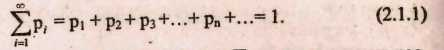 ∞∑i=1 pᵢ = p₁ + p₂ + p₃ +...+ pₙ +...= 1. (2.1.1)